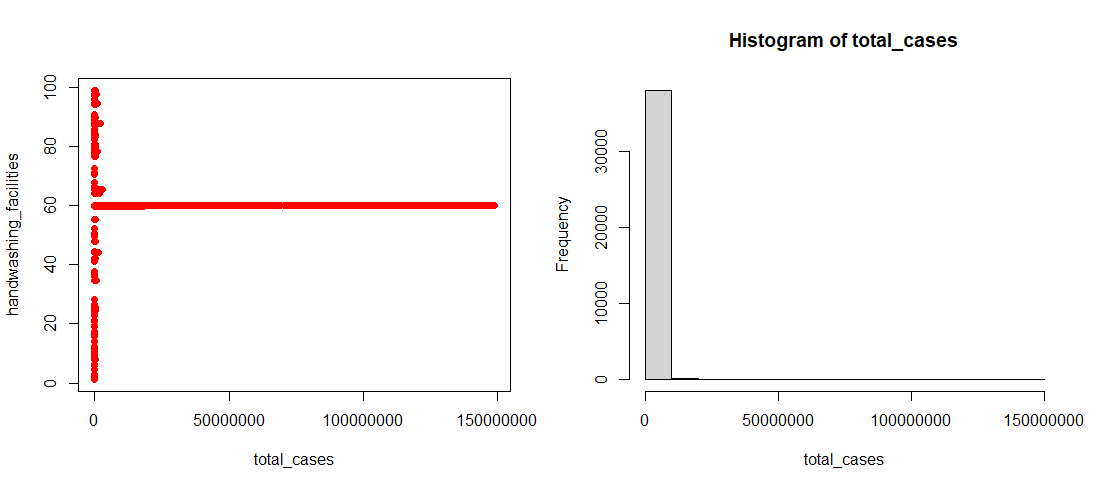 handwashing_facilities
100
80
60
40
20
0
0 50000000 100000000 150000000
total_cases
Histogram of total_cases
Frequency
30000
20000
10000
0
0 50000000 100000000 150000000
total_cases